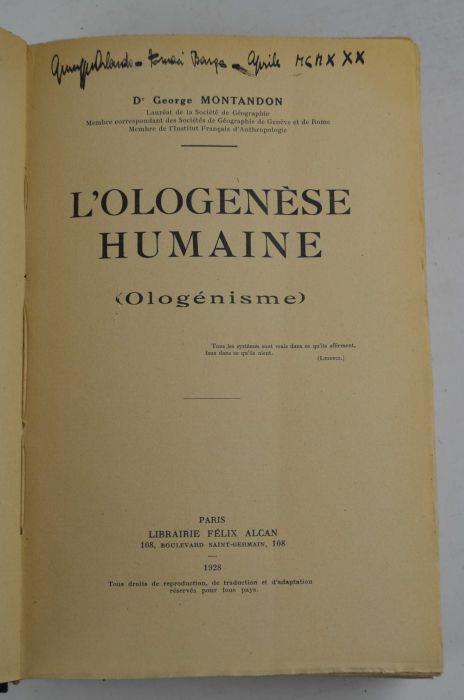 Aprile MCMXXX
Dr George MONTANDON
Lauréat de la Société de Géographie
Membre correspondant des Sociétés de Géographie de Genève et de Rome
Membre de l'Institut Français d'Anthropologie
L'OLOGENÈSE
HUMAINE
(Ologénisme)
Tous les systèmes sont vrais dans ce qu'ils affirment,
faux dans ce qu'ils nient.
PARIS
LIBRAIRIE FÉLIX ALCAN
108, BOULEVARD SAINT-GERMAIN, 108
1928
Tous droits de reproduction, de traduction et d'adaptation
réservés pour tous pays.